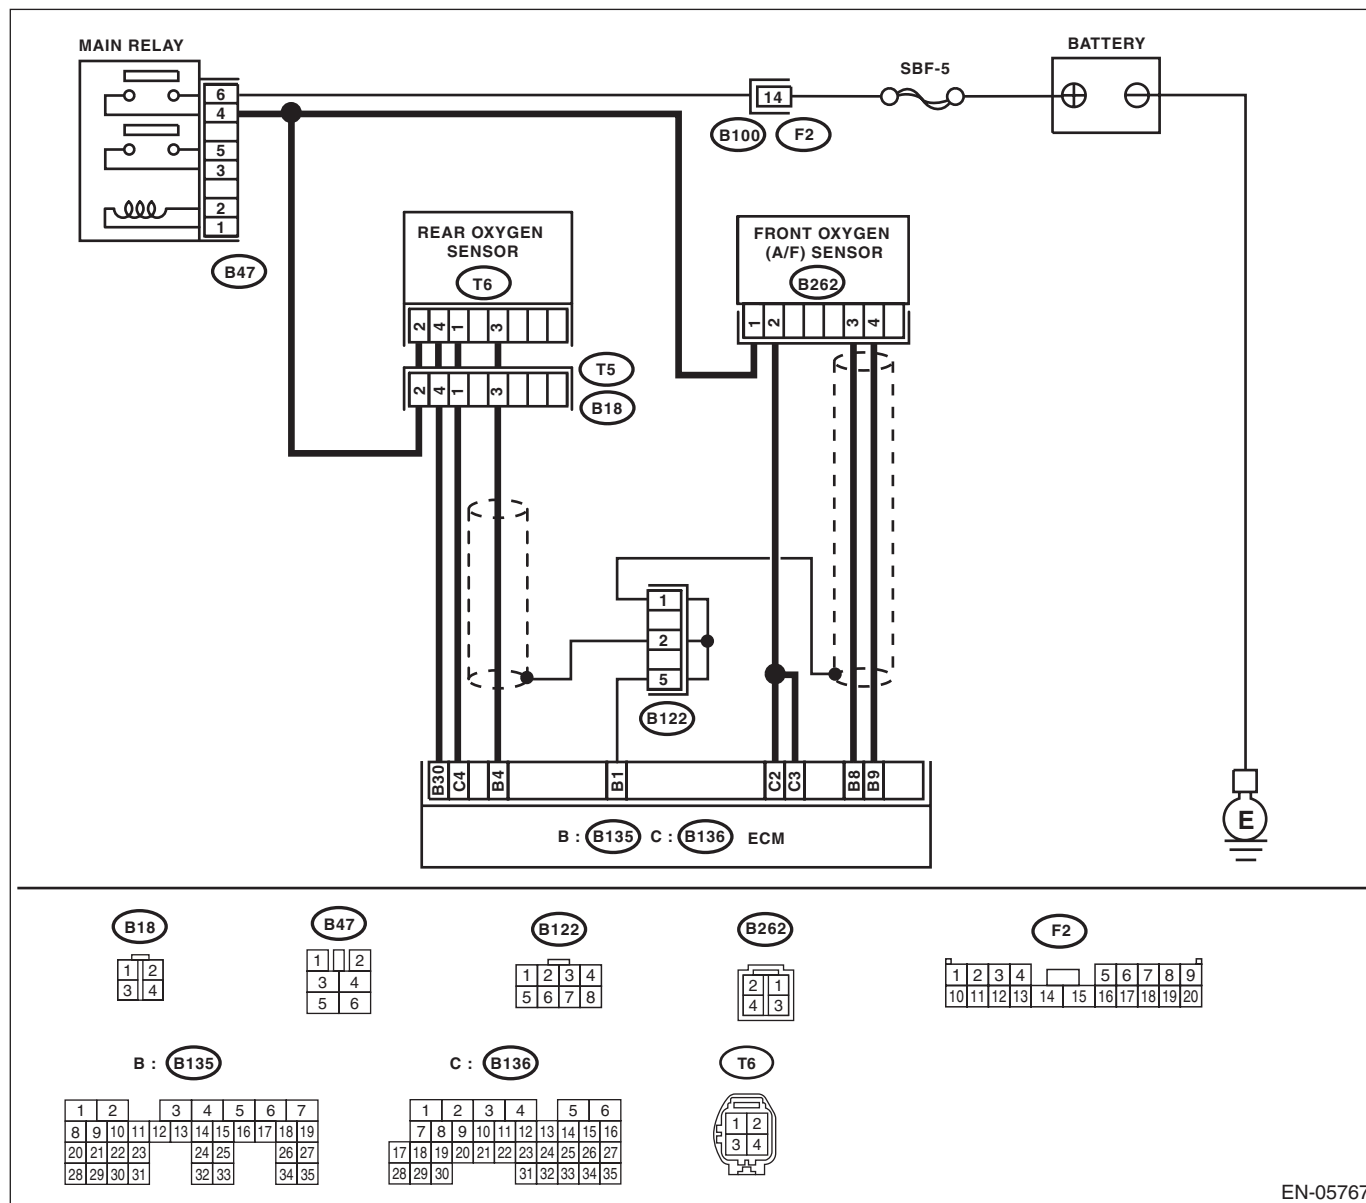 MAIN RELAY
BATTERY
SBF-5
6
4
5
3
2
1
14
B100 F2
B47
REAR OXYGEN
SENSOR
T6
FRONT OXYGEN
(A/F) SENSOR
B262
2 4 1 3
1 2 3 4
T5
2 4 1 3
B18
1
2
5
B122
B30 C4 B4 B1 C2 C3 B8 B9
B : B135 C : B136 ECM
E
B18
B47
B122
B262
F2
1 2
3 4
1 2
3 4
5 6
1 2 3 4
5 6 7 8
2 1
4 3
1 2 3 4 5 6 7 8 9
10 11 12 13 14 15 16 17 18 19 20
B : B135
C : B136
T6
1 2 3 4 5 6 7
8 9 10 11 12 13 14 15 16 17 18 19
20 21 22 23 24 25 26 27
28 29 30 31 32 33 34 35
1 2 3 4 5 6
7 8 9 10 11 12 13 14 15 16
17 18 19 20 21 22 23 24 25 26 27
28 29 30 31 32 33 34 35
1 2
3 4
EN-05767